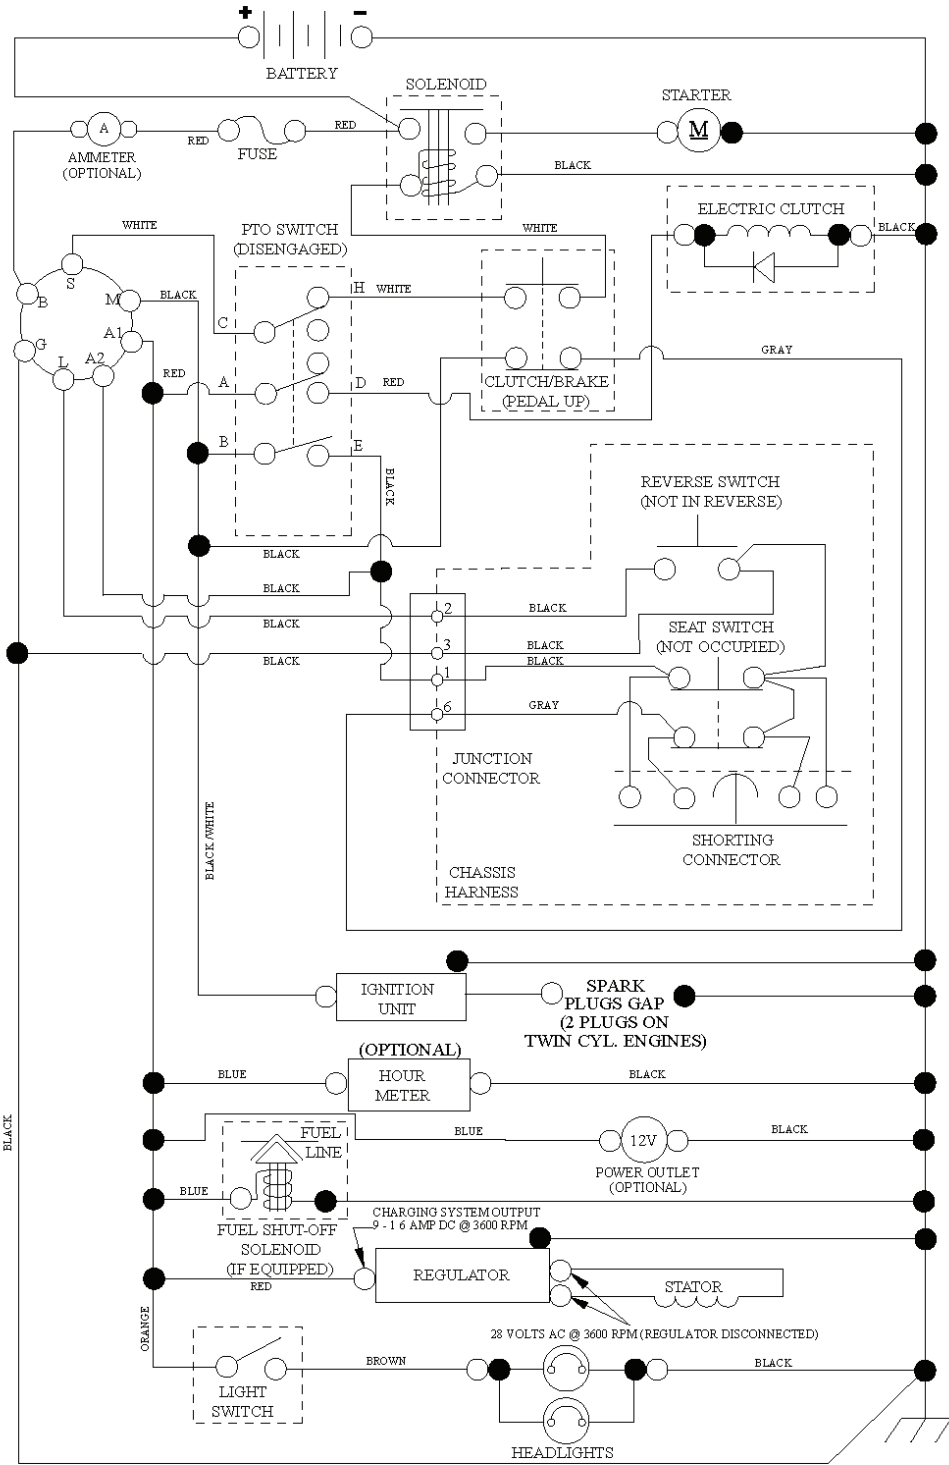 + −
BATTERY
SOLENOID
STARTER
M
RED
RED
A
FUSE
AMMETER
(OPTIONAL)
BLACK
ELECTRIC CLUTCH
BLACK
WHITE
PTO SWITCH
(DISENGAGED)
WHITE
S
B
M
BLACK
H
WHITE
C
A1
G
L
A2
RED
A
D
RED
GRAY
CLUTCH/BRAKE
(PEDAL UP)
B
E
BLACK
REVERSE SWITCH
(NOT IN REVERSE)
BLACK
BLACK
2
BLACK
BLACK
SEAT SWITCH
(NOT OCCUPIED)
3
BLACK
BLACK
BLACK
1
6
GRAY
JUNCTION
CONNECTOR
BLACK /WHITE
SHORTING
CONNECTOR
CHASSIS
HARNESS
IGNITION
UNIT
SPARK
PLUGS GAP
(2 PLUGS ON
TWIN CYL. ENGINES)
(OPTIONAL)
BLUE
HOUR
METER
BLACK
BLACK
FUEL
LINE
BLUE
12V
BLACK
POWER OUTLET
(OPTIONAL)
BLUE
CHARGING SYSTEM OUTPUT
9 - 1 6 AMP DC @ 3600 RPM
FUEL SHUT-OFF
SOLENOID
(IF EQUIPPED)
RED
REGULATOR
STATOR
ORANGE
28 VOLTS AC @ 3600 RPM (REGULATOR DISCONNECTED)
BROWN
BLACK
LIGHT
SWITCH
HEADLIGHTS